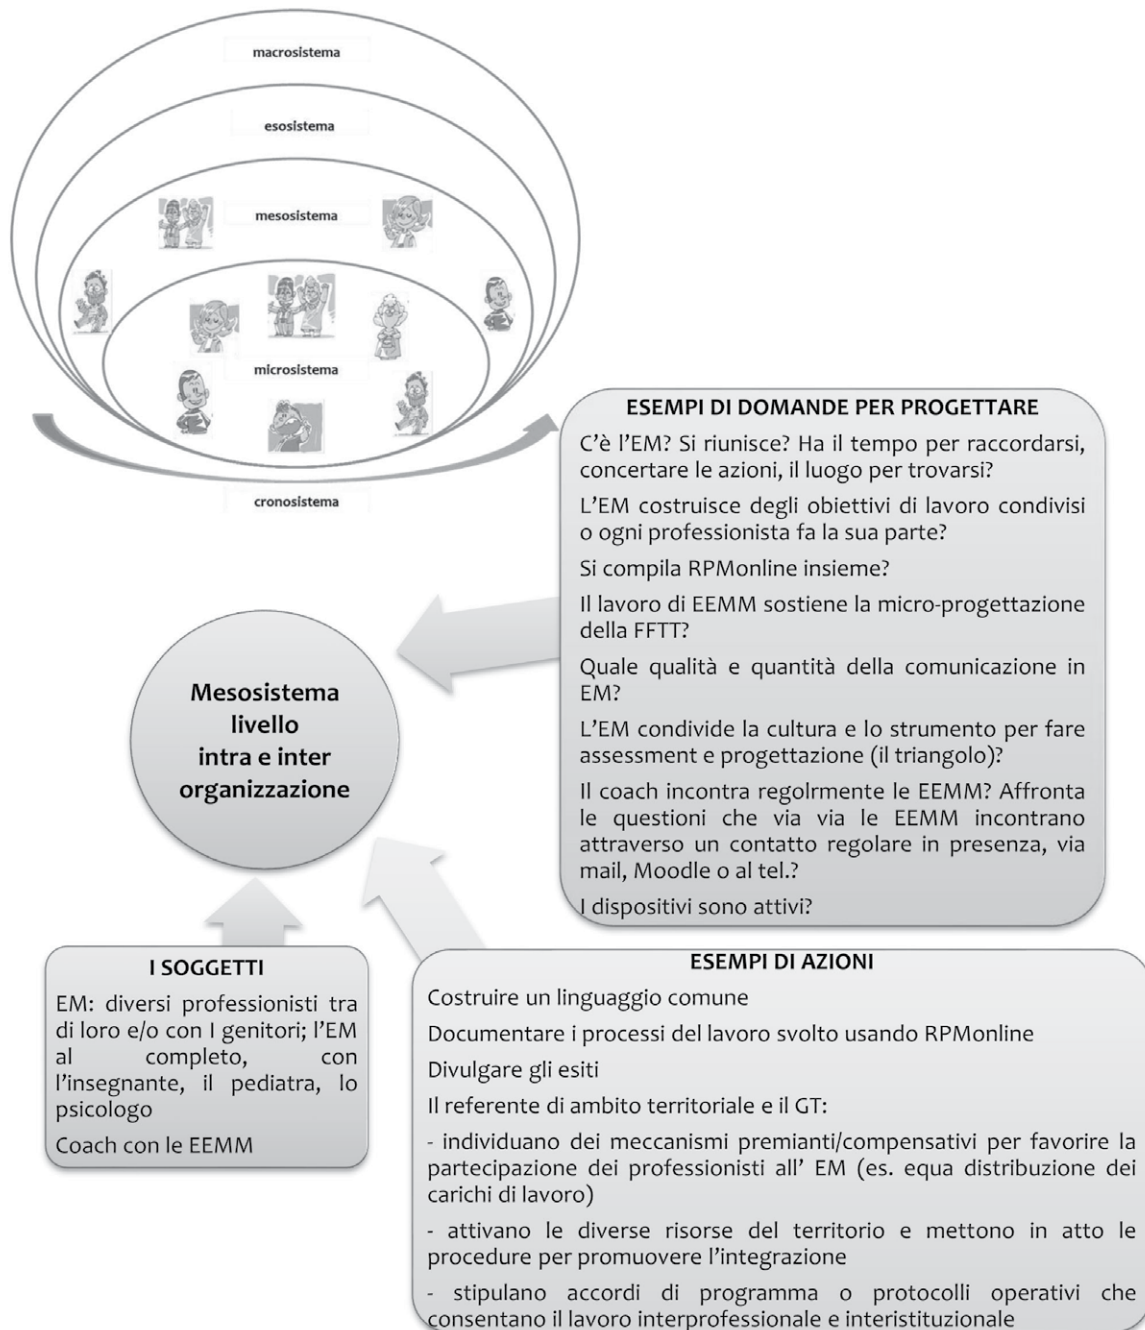 macrosistema
esosistema
mesosistema
microsistema
cronosistema
ESEMPI DI DOMANDE PER PROGETTARE
C'è l'EM? Si riunisce? Ha il tempo per raccordarsi,
concertare le azioni, il luogo per trovarsi?
L'EM costruisce degli obiettivi di lavoro condivisi
o ogni professionista fa la sua parte?
Si compila RPMonline insieme?
Il lavoro di EEMM sostiene la micro-progettazione
della FFTT?
Quale qualità e quantità della comunicazione in
EM?
L'EM condivide la cultura e lo strumento per fare
assessment e progettazione (il triangolo)?
Il coach incontra regolrmente le EEMM? Affronta
le questioni che via via le EEMM incontrano
attraverso un contatto regolare in presenza, via
mail, Moodle o al tel.?
I dispositivi sono attivi?
Mesosistema
livello
intra e inter
organizzazione
I SOGGETTI
EM: diversi professionisti tra
di loro e/o con I genitori; l'EM
al completo, con
l'insegnante, il pediatra, lo
psicologo
Coach con le EEMM
ESEMPI DI AZIONI
Costruire un linguaggio comune
Documentare i processi del lavoro svolto usando RPMonline
Divulgare gli esiti
Il referente di ambito territoriale e il GT:
- individuano dei meccanismi premianti/compensativi per favorire la
partecipazione dei professionisti all' EM (es. equa distribuzione dei
carichi di lavoro)
- attivano le diverse risorse del territorio e mettono in atto le
procedure per promuovere l'integrazione
- stipulano accordi di programma o protocolli operativi che
consentano il lavoro interprofessionale e interistituzionale